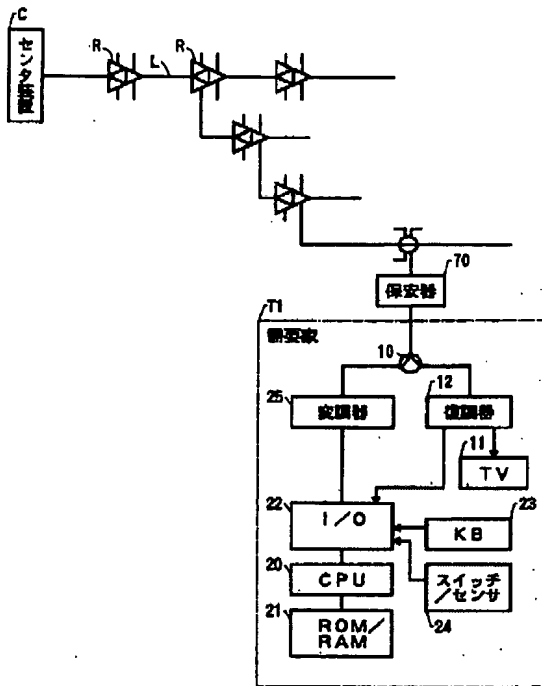 C
センタ装置
R
L
R
70
保安器
T1
需要家
10
25
変調器
12
復調器
11
TV
22
I/O
23
KB
20
CPU
スイッチ
/センサ
24
21
ROM/
RAM